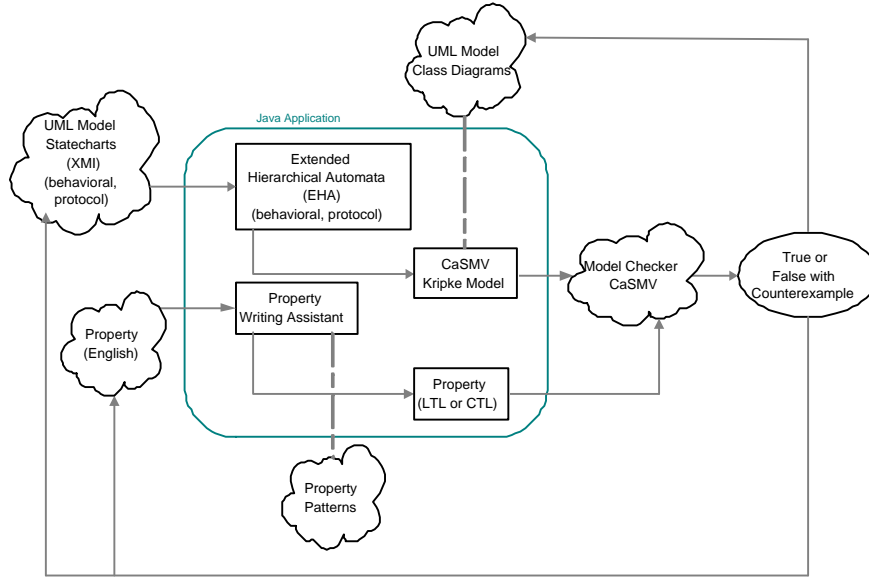 UML Model
Class Diagrams
Java Application
UML Model
Statecharts
(XMI)
(behavioral,
protocol)
Extended
Hierarchical Automata
(EHA)
(behavioral, protocol)
CaSMV
Kripke Model
Model Checker
CaSMV
True or
False with
Counterexample
Property
Writing Assistant
Property
(English)
Property
(LTL or CTL)
Property
Patterns